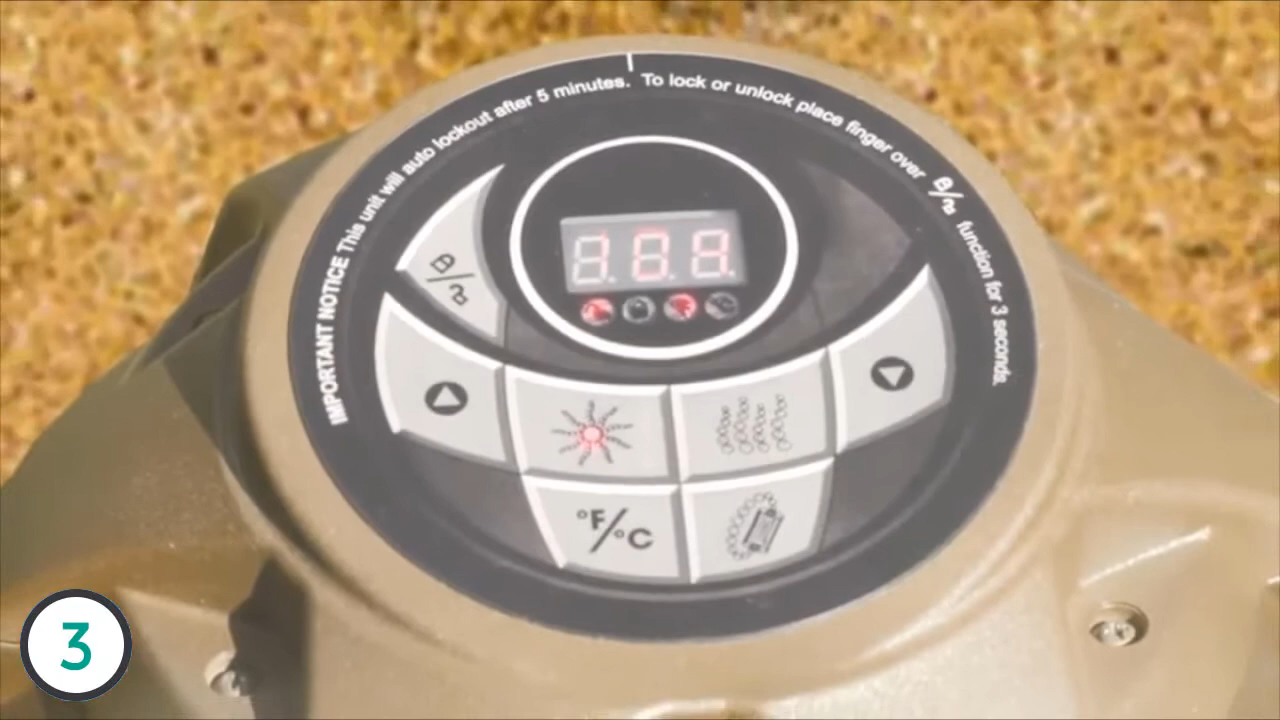 IMPORTANT NOTICE This unit will auto lockout after 5 minutes. To lock or unlock place finger over / function for 3 seconds.
104
°F/°C
3